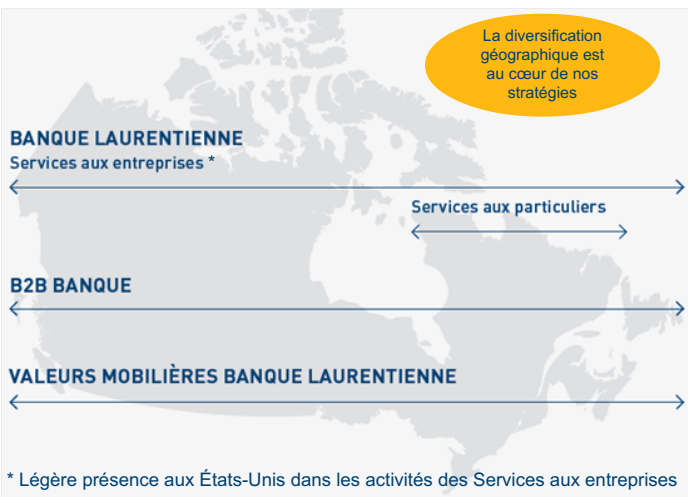 La diversification
géographique est
au cœur de nos
stratégies
BANQUE LAURENTIENNE
Services aux entreprises *
Services aux particuliers
B2B BANQUE
VALEURS MOBILIÈRES BANQUE LAURENTIENNE
* Légère présence aux États-Unis dans les activités des Services aux entreprises